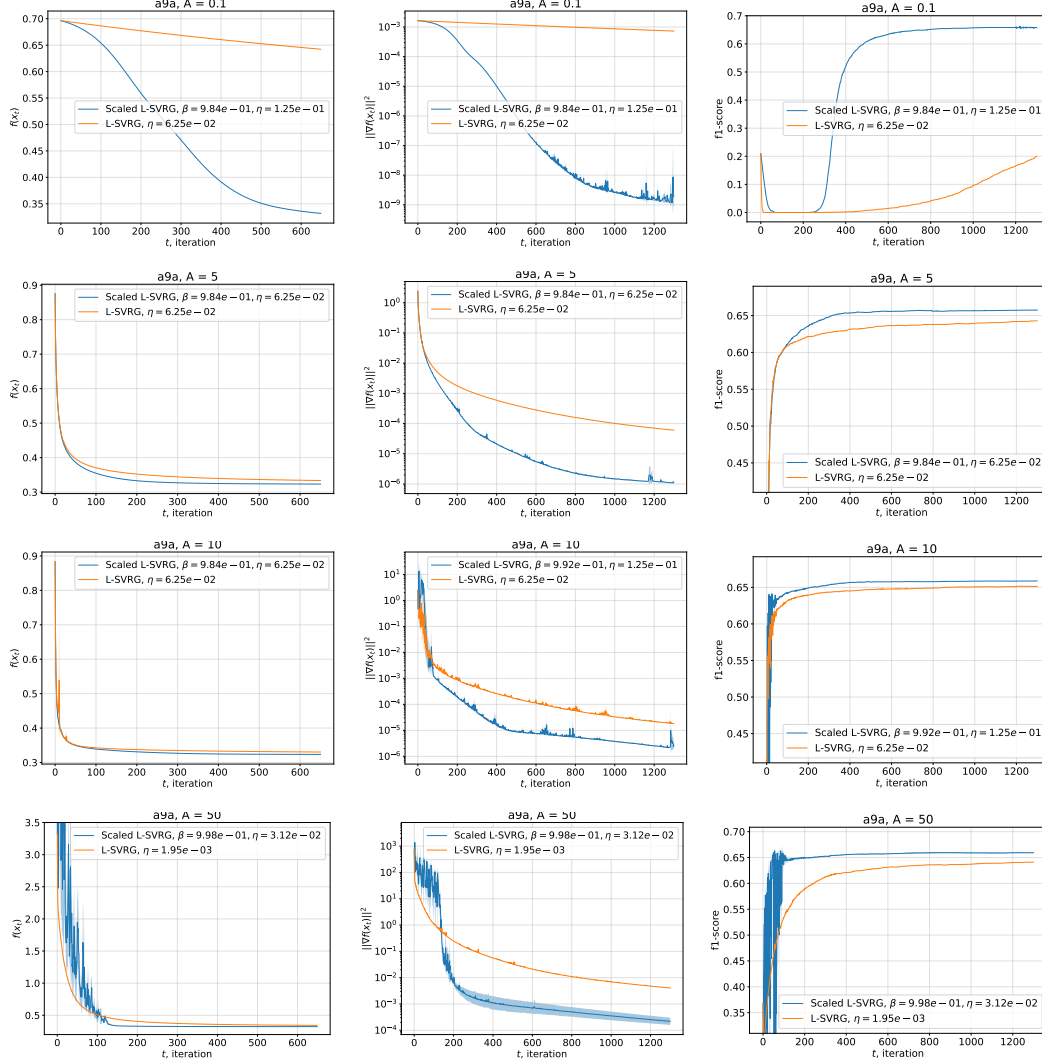 a9a, A = 0.1
0.70
0.65
0.60
0.55
0.50
0.45
0.40
0.35
f(x_t)
Scaled L-SVRG, β = 9.84e − 01, η = 1.25e − 01
L-SVRG, η = 6.25e − 02
0 100 200 300 400 500 600
t, iteration
a9a, A = 0.1
10⁻³
10⁻⁴
10⁻⁵
10⁻⁶
10⁻⁷
10⁻⁸
10⁻⁹
||∇f(x_t)||²
Scaled L-SVRG, β = 9.84e − 01, η = 1.25e − 01
L-SVRG, η = 6.25e − 02
0 200 400 600 800 1000 1200
t, iteration
a9a, A = 0.1
0.7
0.6
0.5
0.4
0.3
0.2
0.1
0.0
f1-score
Scaled L-SVRG, β = 9.84e − 01, η = 1.25e − 01
L-SVRG, η = 6.25e − 02
0 200 400 600 800 1000 1200
t, iteration
a9a, A = 5
0.9
0.8
0.7
0.6
0.5
0.4
0.3
f(x_t)
Scaled L-SVRG, β = 9.84e − 01, η = 6.25e − 02
L-SVRG, η = 6.25e − 02
0 100 200 300 400 500 600
t, iteration
a9a, A = 5
10⁰
10⁻¹
10⁻²
10⁻³
10⁻⁴
10⁻⁵
10⁻⁶
||∇f(x_t)||²
Scaled L-SVRG, β = 9.84e − 01, η = 6.25e − 02
L-SVRG, η = 6.25e − 02
0 200 400 600 800 1000 1200
t, iteration
a9a, A = 5
0.65
0.60
0.55
0.50
0.45
f1-score
Scaled L-SVRG, β = 9.84e − 01, η = 6.25e − 02
L-SVRG, η = 6.25e − 02
0 200 400 600 800 1000 1200
t, iteration
a9a, A = 10
0.9
0.8
0.7
0.6
0.5
0.4
0.3
f(x_t)
Scaled L-SVRG, β = 9.84e − 01, η = 6.25e − 02
L-SVRG, η = 6.25e − 02
0 100 200 300 400 500 600
t, iteration
a9a, A = 10
10¹
10⁰
10⁻¹
10⁻²
10⁻³
10⁻⁴
10⁻⁵
10⁻⁶
||∇f(x_t)||²
Scaled L-SVRG, β = 9.92e − 01, η = 1.25e − 01
L-SVRG, η = 6.25e − 02
0 200 400 600 800 1000 1200
t, iteration
a9a, A = 10
0.65
0.60
0.55
0.50
0.45
f1-score
Scaled L-SVRG, β = 9.92e − 01, η = 1.25e − 01
L-SVRG, η = 6.25e − 02
0 200 400 600 800 1000 1200
t, iteration
a9a, A = 50
3.5
3.0
2.5
2.0
1.5
1.0
0.5
f(x_t)
Scaled L-SVRG, β = 9.98e − 01, η = 3.12e − 02
L-SVRG, η = 1.95e − 03
0 100 200 300 400 500 600
t, iteration
a9a, A = 50
10³
10²
10¹
10⁰
10⁻¹
10⁻²
10⁻³
10⁻⁴
||∇f(x_t)||²
Scaled L-SVRG, β = 9.98e − 01, η = 3.12e − 02
L-SVRG, η = 1.95e − 03
0 200 400 600 800 1000 1200
t, iteration
a9a, A = 50
0.70
0.65
0.60
0.55
0.50
0.45
0.40
0.35
f1-score
Scaled L-SVRG, β = 9.98e − 01, η = 3.12e − 02
L-SVRG, η = 1.95e − 03
0 200 400 600 800 1000 1200
t, iteration